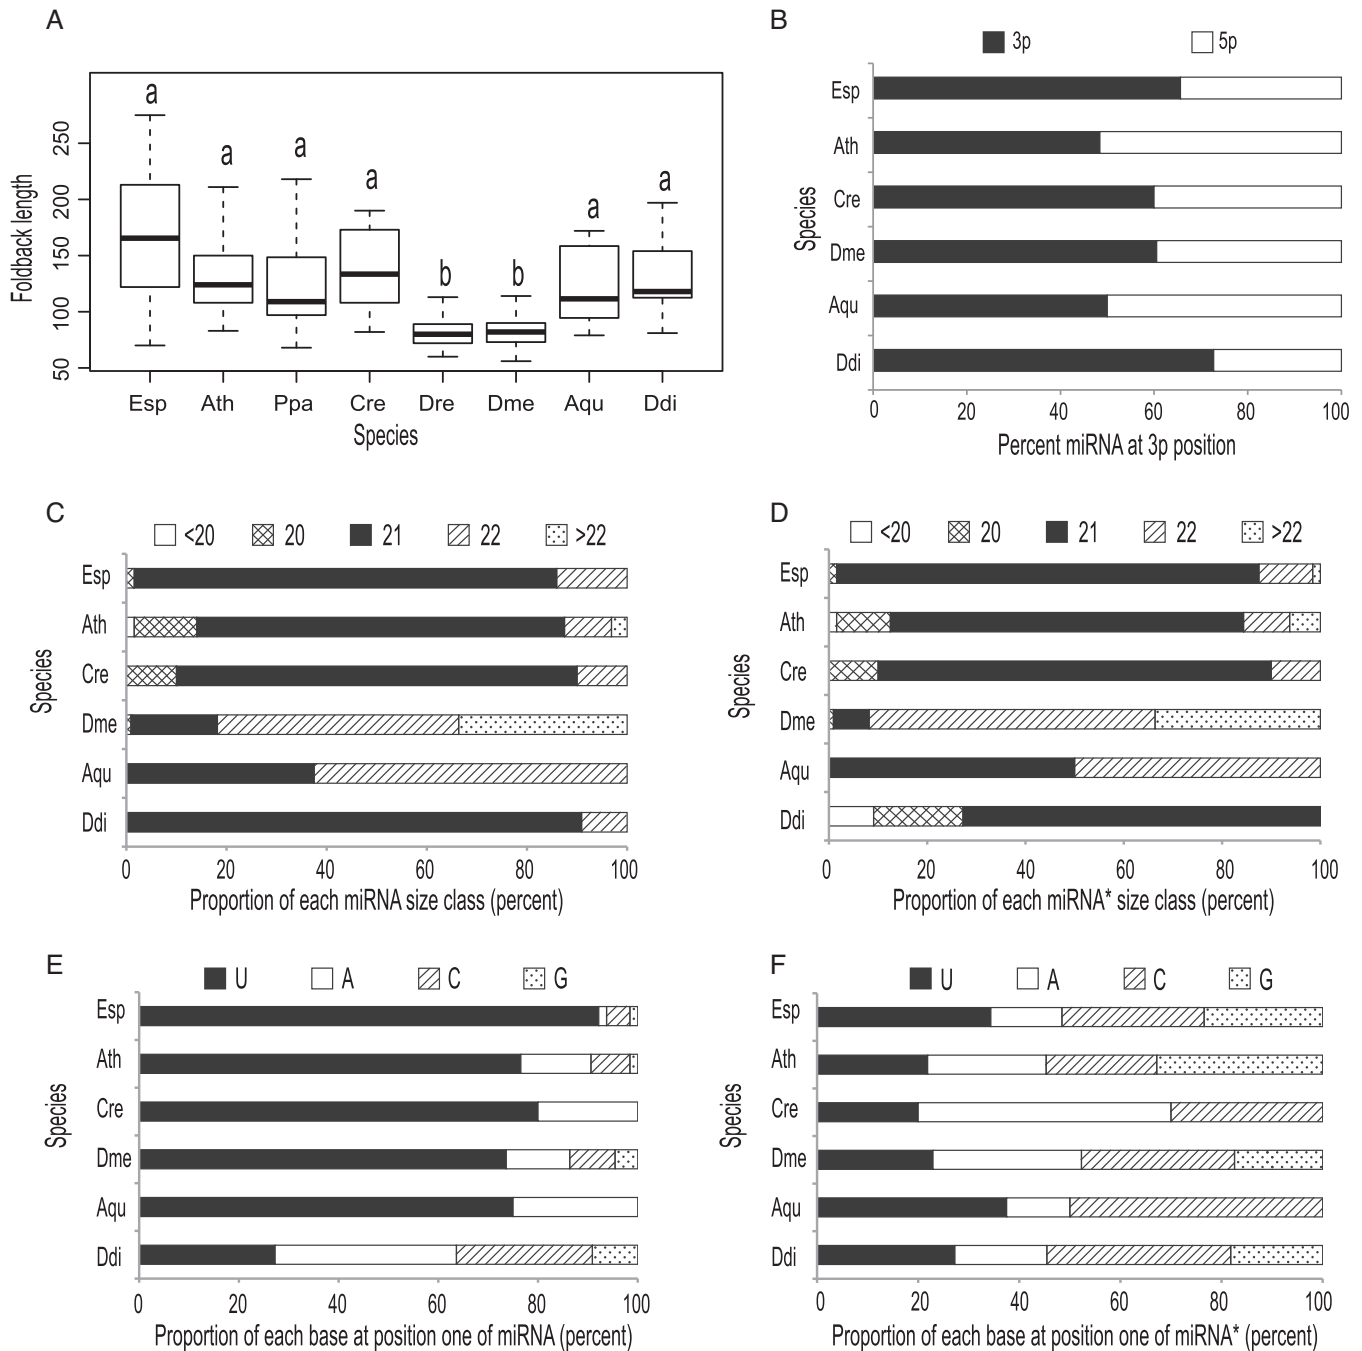 A
Foldback length
250
200
150
100
50
a
a
a
a
b
b
a
a
Esp Ath Ppa Cre Dre Dme Aqu Ddi
Species
B
3p 5p
Species
Esp
Ath
Cre
Dme
Aqu
Ddi
0 20 40 60 80 100
Percent miRNA at 3p position
C
<20 20 21 22 >22
Species
Esp
Ath
Cre
Dme
Aqu
Ddi
0 20 40 60 80 100
Proportion of each miRNA size class (percent)
D
<20 20 21 22 >22
Species
Esp
Ath
Cre
Dme
Aqu
Ddi
0 20 40 60 80 100
Proportion of each miRNA* size class (percent)
E
U A C G
Species
Esp
Ath
Cre
Dme
Aqu
Ddi
0 20 40 60 80 100
Proportion of each base at position one of miRNA (percent)
F
U A C G
Species
Esp
Ath
Cre
Dme
Aqu
Ddi
0 20 40 60 80 100
Proportion of each base at position one of miRNA* (percent)